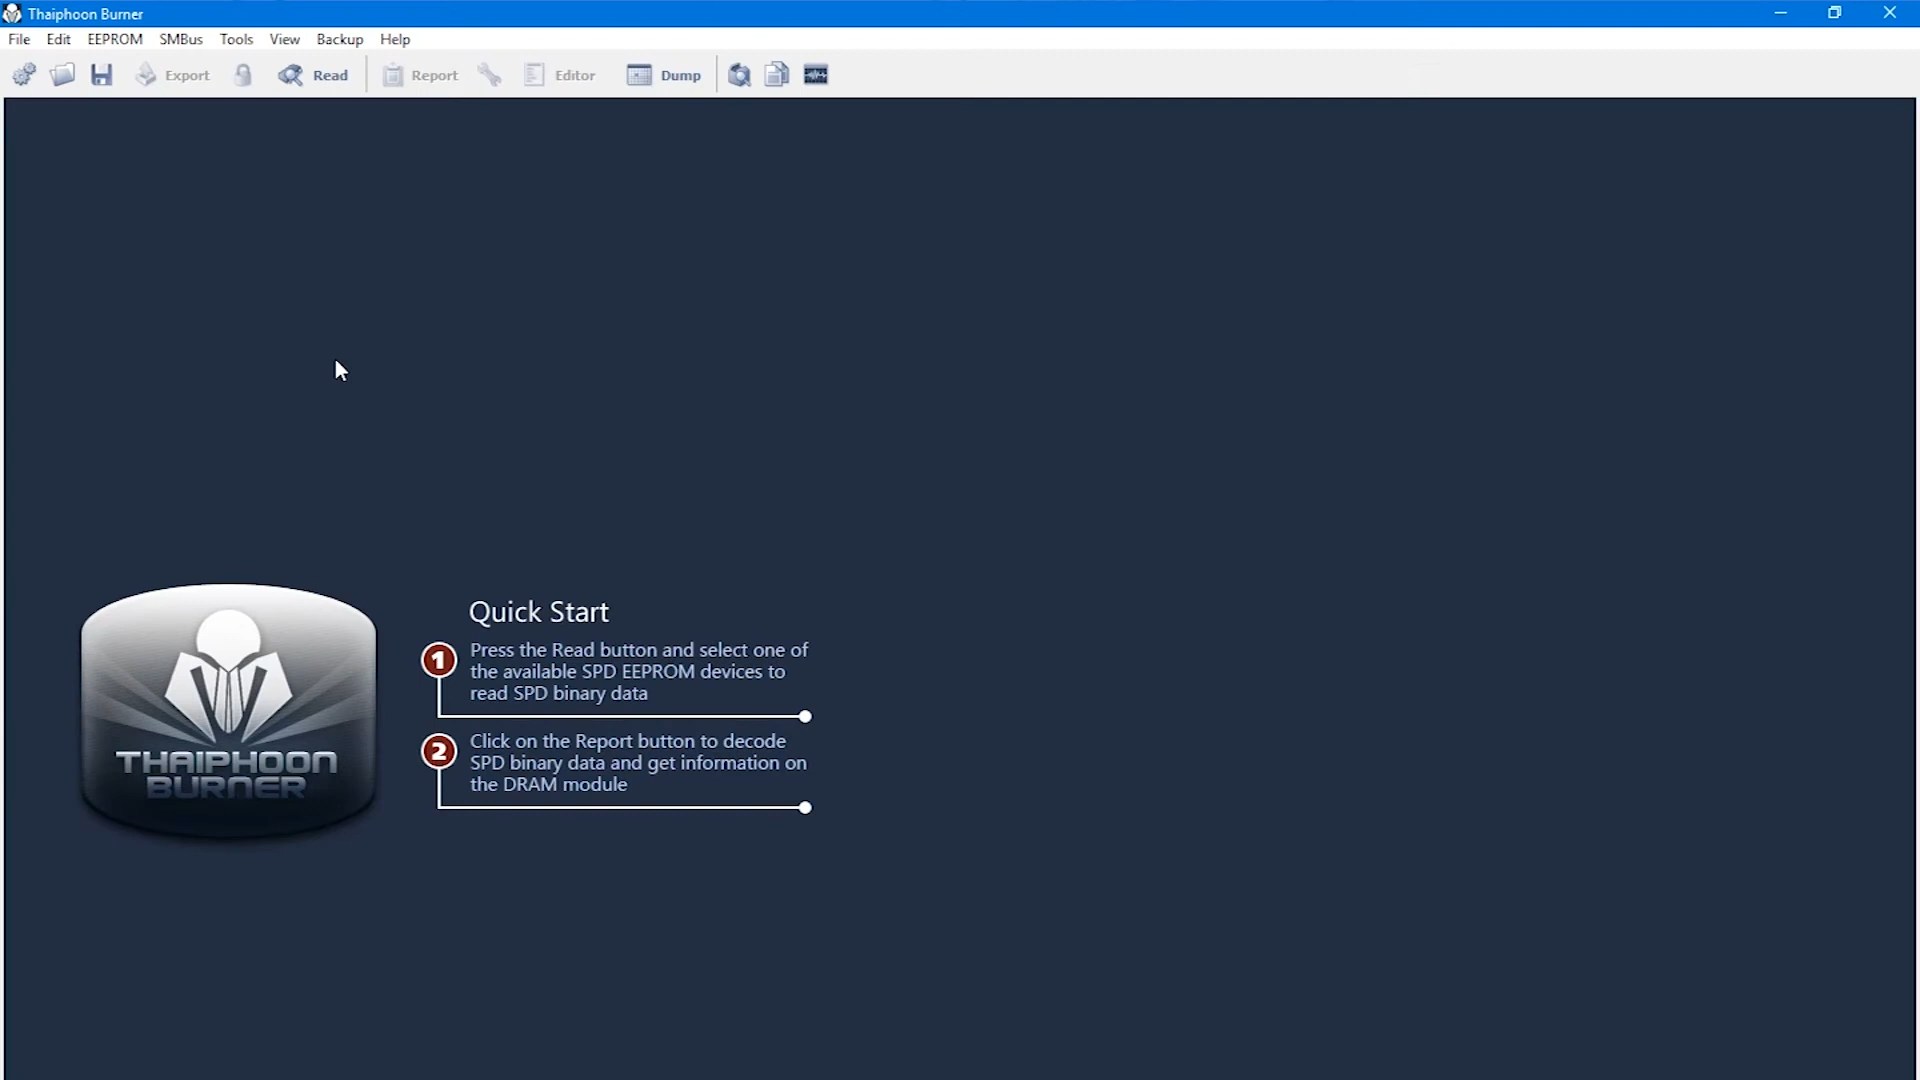 Thaiphoon Burner
File Edit EEPROM SMBus Tools View Backup Help
Export Read Report Editor Dump
Quick Start
1 Press the Read button and select one of
the available SPD EEPROM devices to
read SPD binary data
2 Click on the Report button to decode
SPD binary data and get information on
the DRAM module
THAIPHOON
BURNER